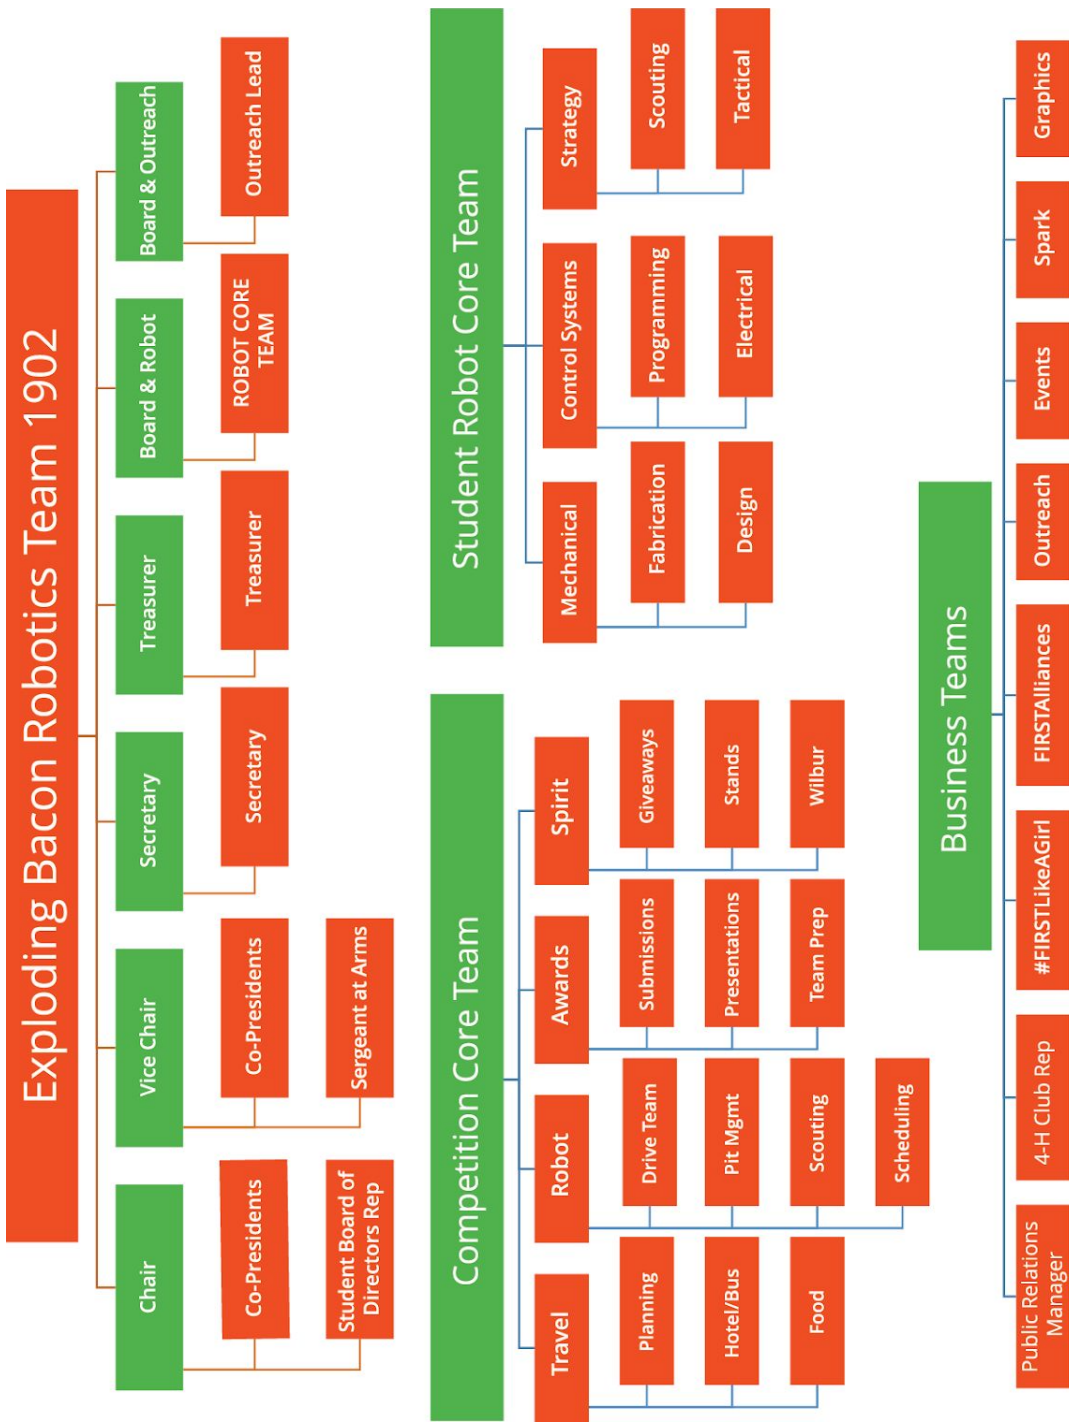 Exploding Bacon Robotics Team 1902
Chair
Vice Chair
Secretary
Treasurer
Board & Robot
Board & Outreach
Co-Presidents
Co-Presidents
Secretary
Treasurer
ROBOT CORE
TEAM
Outreach Lead
Student Board of
Directors Rep
Sergeant at Arms
Competition Core Team
Travel
Robot
Awards
Spirit
Planning
Drive Team
Submissions
Giveaways
Hotel/Bus
Pit Mgmt
Presentations
Stands
Food
Scouting
Team Prep
Wilbur
Scheduling
Student Robot Core Team
Mechanical
Control Systems
Strategy
Fabrication
Programming
Scouting
Design
Electrical
Tactical
Business Teams
Public Relations
Manager
4-H Club Rep
#FIRSTLikeAGirl
FIRSTAlliances
Outreach
Events
Spark
Graphics